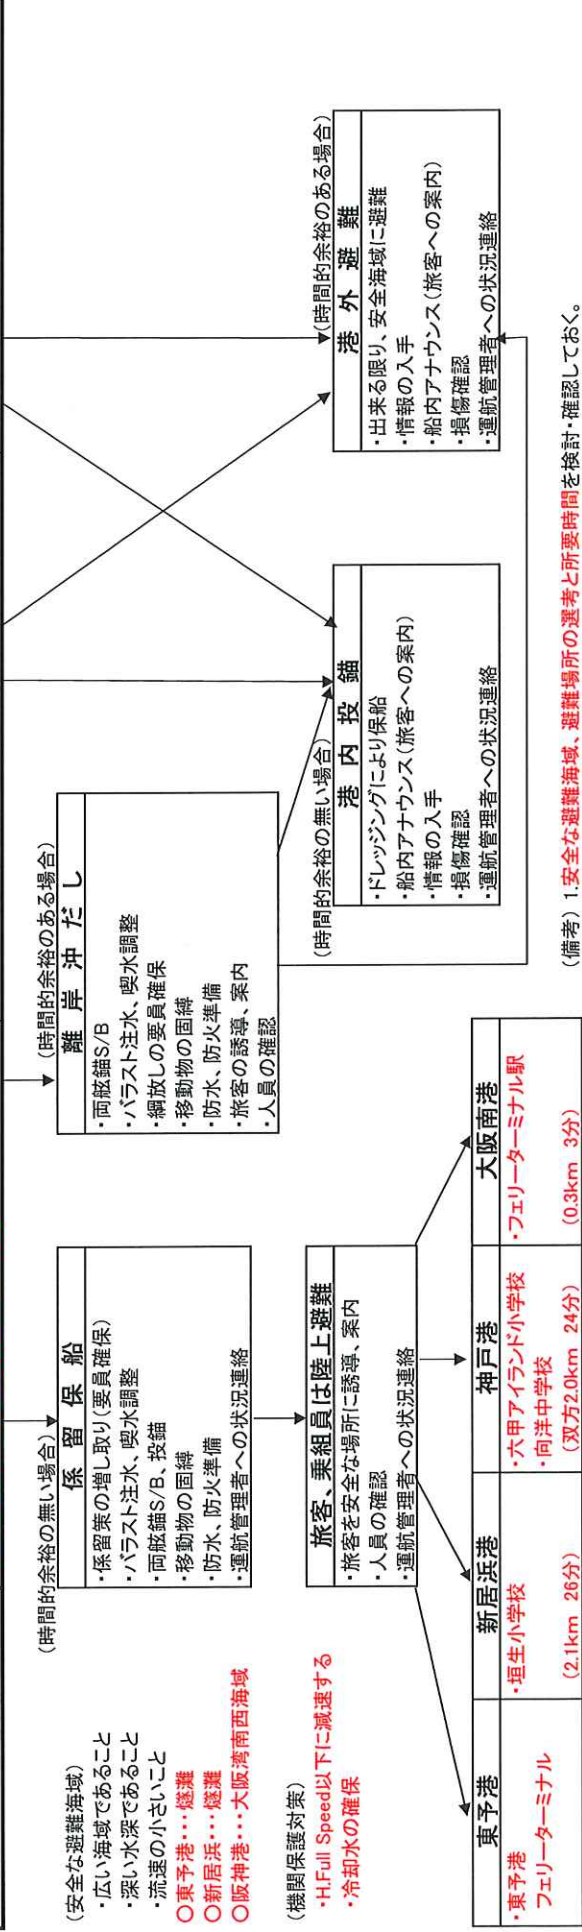 (安全な避難海域)
・広い海域であること
・深い水深であること
・流速の小さいこと
〇東予港・・・燧灘
〇新居浜・・・燧灘
〇阪神港・・・大阪湾南西海域
(機関保護対策)
・H.Full Speed以下に減速する
・冷却水の確保
(時間的余裕の無い場合)
係留保船
・係留策の増し取り(要員確保)
・バラスト注水、喫水調整
・両舷錨S/B、投錨
・移動物の固縛
・防水、防火準備
・運航管理者への状況連絡
旅客、乗組員は陸上避難
・旅客を安全な場所に誘導、案内
・人員の確認
・運航管理者への状況連絡
東予港
・東予港
フェリーターミナル
新居浜港
・垣生小学校
(2.1km 26分)
神戸港
・六甲アイランド小学校
・向洋中学校
(双方2.0km 24分)
大阪南港
・フェリーターミナル駅
(0.3km 3分)
(時間的余裕のある場合)
離岸沖だし
・両舷錨S/B
・バラスト注水、喫水調整
・綱放しの要員確保
・移動物の固縛
・防水、防火準備
・旅客の誘導、案内
・人員の確認
(時間的余裕の無い場合)
港内投錨
・ドレッジングにより保船
・船内アナウンス(旅客への案内)
・情報の入手
・損傷確認
・運航管理者への状況連絡
(時間的余裕のある場合)
港外避難
・出来る限り、安全海域に避難
・情報の入手
・船内アナウンス(旅客への案内)
・損傷確認
・運航管理者への状況連絡
(備考) 1.安全な避難海域、避難場所の選考と所要時間を検討・確認しておく。